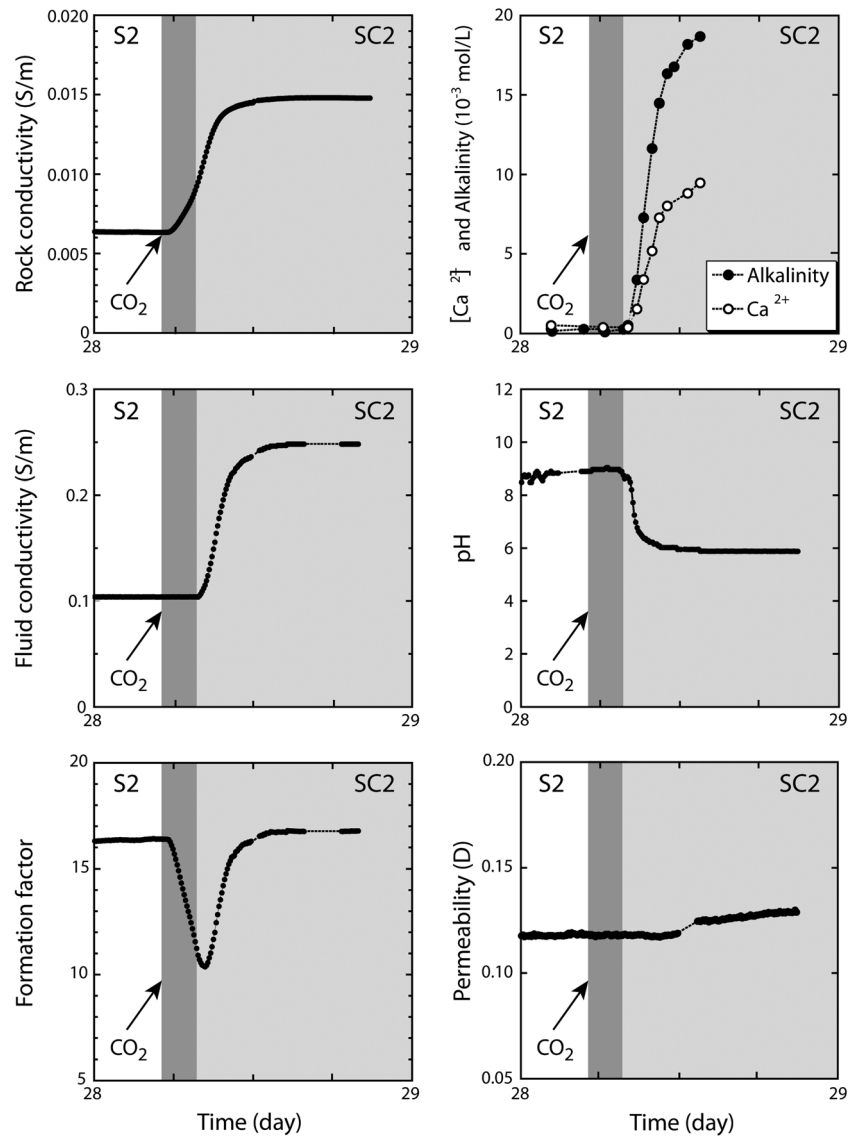 Rock conductivity (S/m)
0.020
0.015
0.010
0.005
0
S2
SC2
CO2
28
29
[Ca 2+] and Alkalinity (10-3 mol/L)
20
15
10
5
0
S2
SC2
CO2
Alkalinity
Ca 2+
28
29
Fluid conductivity (S/m)
0.3
0.2
0.1
0
S2
SC2
CO2
28
29
pH
12
10
8
6
4
2
0
S2
SC2
CO2
28
29
Formation factor
20
15
10
5
S2
SC2
CO2
28
29
Time (day)
Permeability (D)
0.20
0.15
0.10
0.05
S2
SC2
CO2
28
29
Time (day)